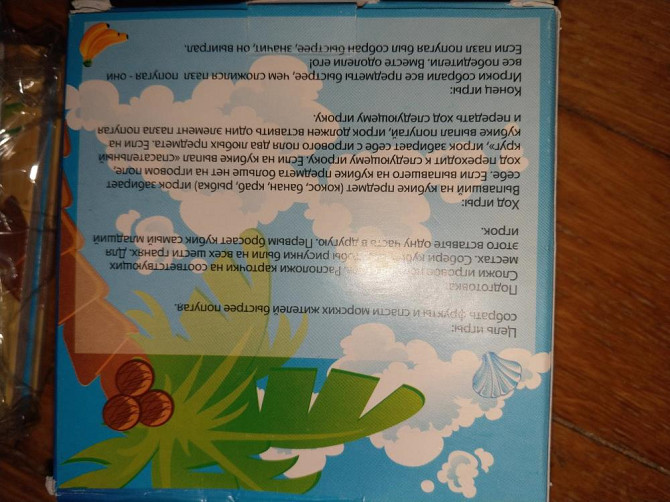 Цель игры:
собрать фрукты и спасти морских жителей быстрее попугая.
Подготовка:
Сложи игровое Расположи карточки на соответствующих
местах. Собери чтобы рисунки были на всех шести гранях. Для
этого вставьте одну часть в другую. Первым бросает кубик самый младший
игрок.
Ход игры:
Выпавший на кубике предмет (кокос, банан, краб, рыбка) игрок забирает
себе. Если выпавшего на кубике предмета больше нет на игровом поле,
ход переходит к следующему игроку. Если на кубике выпал «спасательный
круг», игрок забирает себе с игрового поля два любых предмета. Если на
кубике выпал попугай, игрок должен вставить один элемент пазла попугая
и передать ход следующему игроку.
Конец игры:
Игроки собрали все предметы быстрее, чем сложился пазл попугая - они
все победители. Вместе одолели его!
Если пазл попугая был собран быстрее, значит, он выиграл.